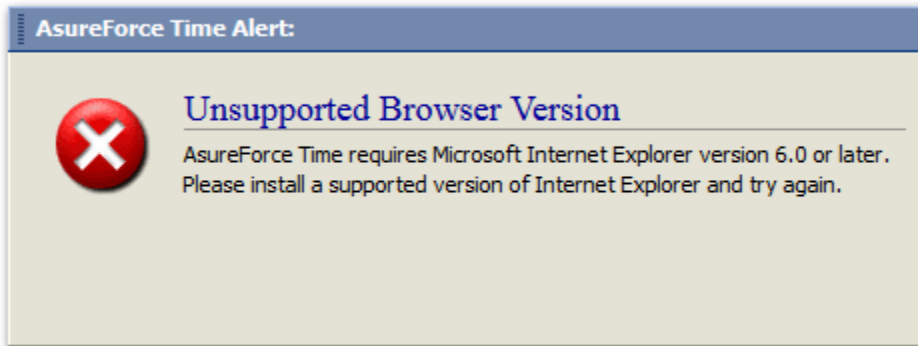 AsureForce Time Alert:
Unsupported Browser Version
AsureForce Time requires Microsoft Internet Explorer version 6.0 or later.
Please install a supported version of Internet Explorer and try again.